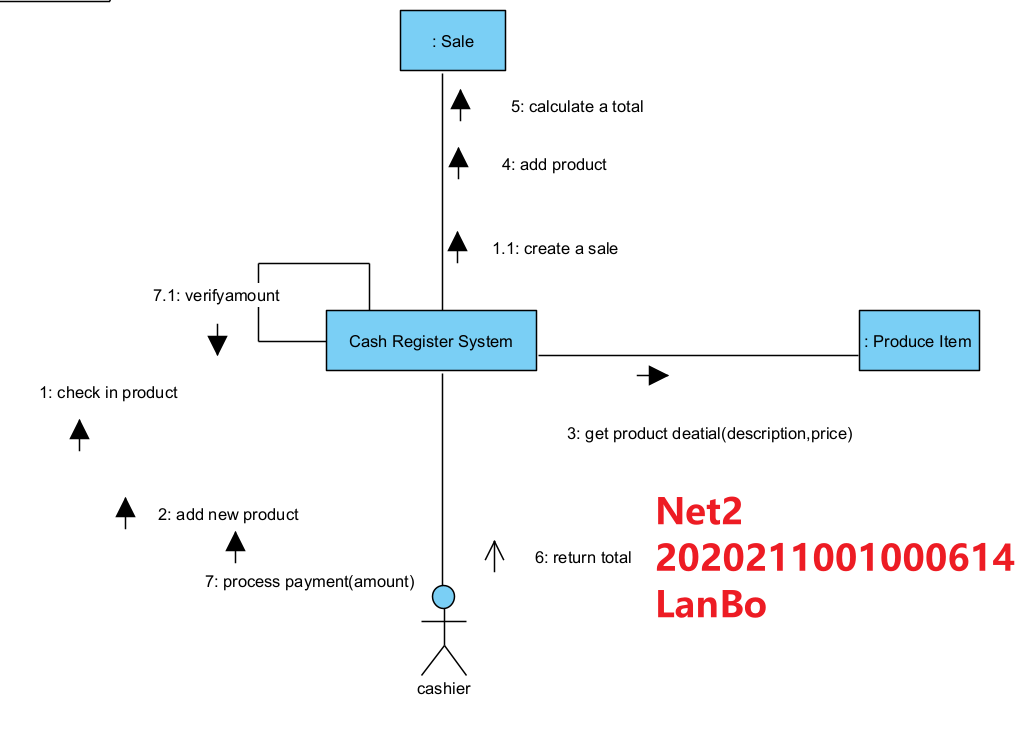 : Sale
5: calculate a total
4: add product
1.1: create a sale
7.1: verifyamount
Cash Register System
: Produce Item
1: check in product
3: get product deatial(description,price)
2: add new product
7: process payment(amount)
6: return total
Net2
2020211001000614
LanBo
cashier